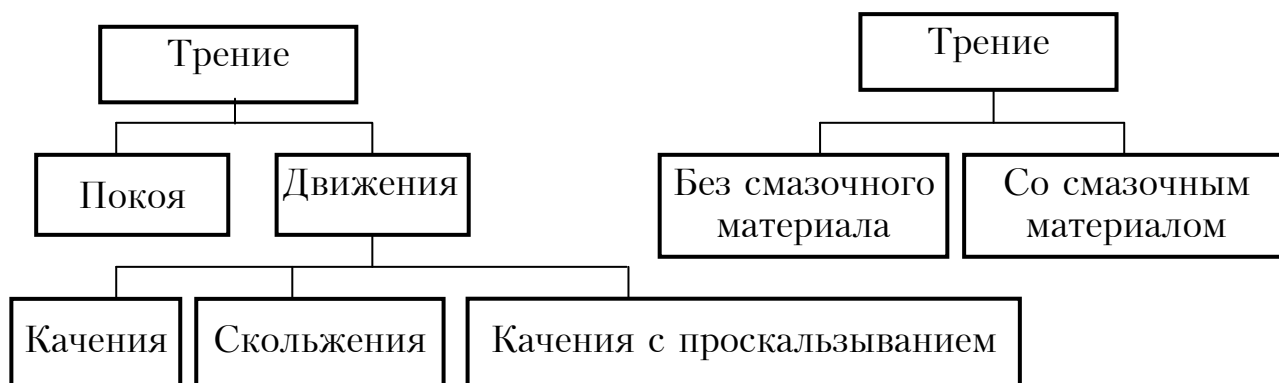 Трение
Трение
Покоя
Движения
Без смазочного
материала
Со смазочным
материалом
Качения
Скольжения
Качения с проскальзыванием